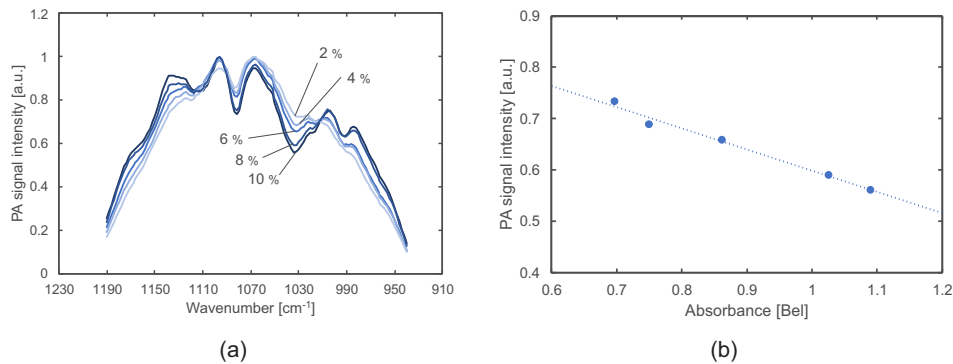 1.2
1
0.8
0.6
0.4
0.2
0
PA signal intensity [a.u.]
2 %
4 %
6 %
8 %
10 %
1230 1190 1150 1110 1070 1030 990 950 910
Wavenumber [cm-1]
(a)
0.9
0.8
0.7
0.6
0.5
0.4
PA signal intensity [a.u.]
0.6 0.7 0.8 0.9 1 1.1 1.2
Absorbance [Bel]
(b)